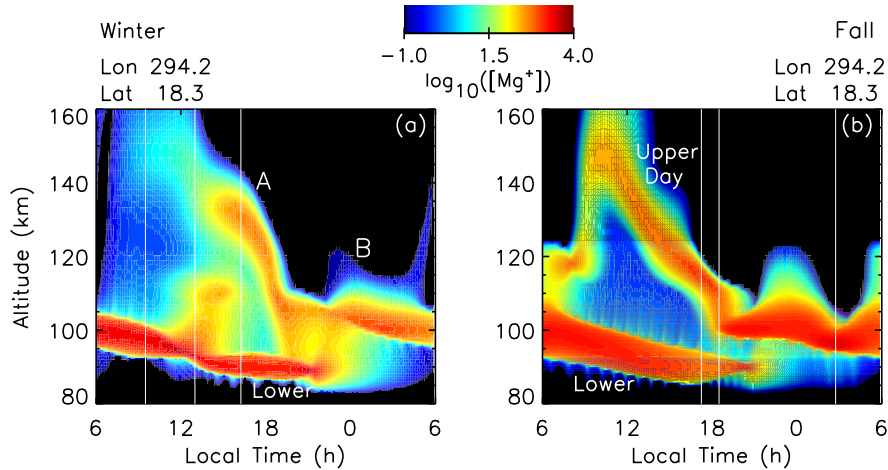 Winter
Fall
Lon 294.2
Lat 18.3
−1.0 1.5 4.0
log10([Mg+])
Lon 294.2
Lat 18.3
160
140
120
100
80
Altitude (km)
(a)
A
B
Lower
6 12 18 0 6
Local Time (h)
160
140
120
100
80
(b)
Upper
Day
Lower
6 12 18 0 6
Local Time (h)